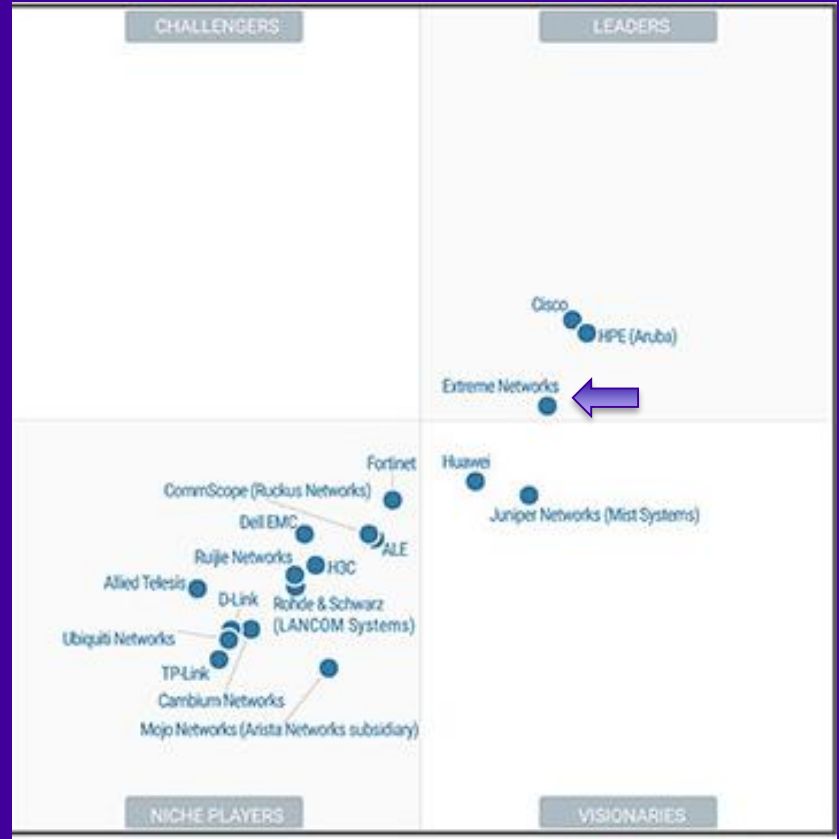 CHALLENGERS
LEADERS
Cisco
HPE (Aruba)
Extreme Networks
Fortinet
Huawei
CommScope (Ruckus Networks)
Juniper Networks (Mist Systems)
Dell EMC
ALE
Ruijie Networks
H3C
Allied Telesis
D-Link
Rohde & Schwarz
(LANCOM Systems)
Ubiquiti Networks
TP-Link
Cambium Networks
Mojo Networks (Arista Networks subsidiary)
NICHE PLAYERS
VISIONARIES